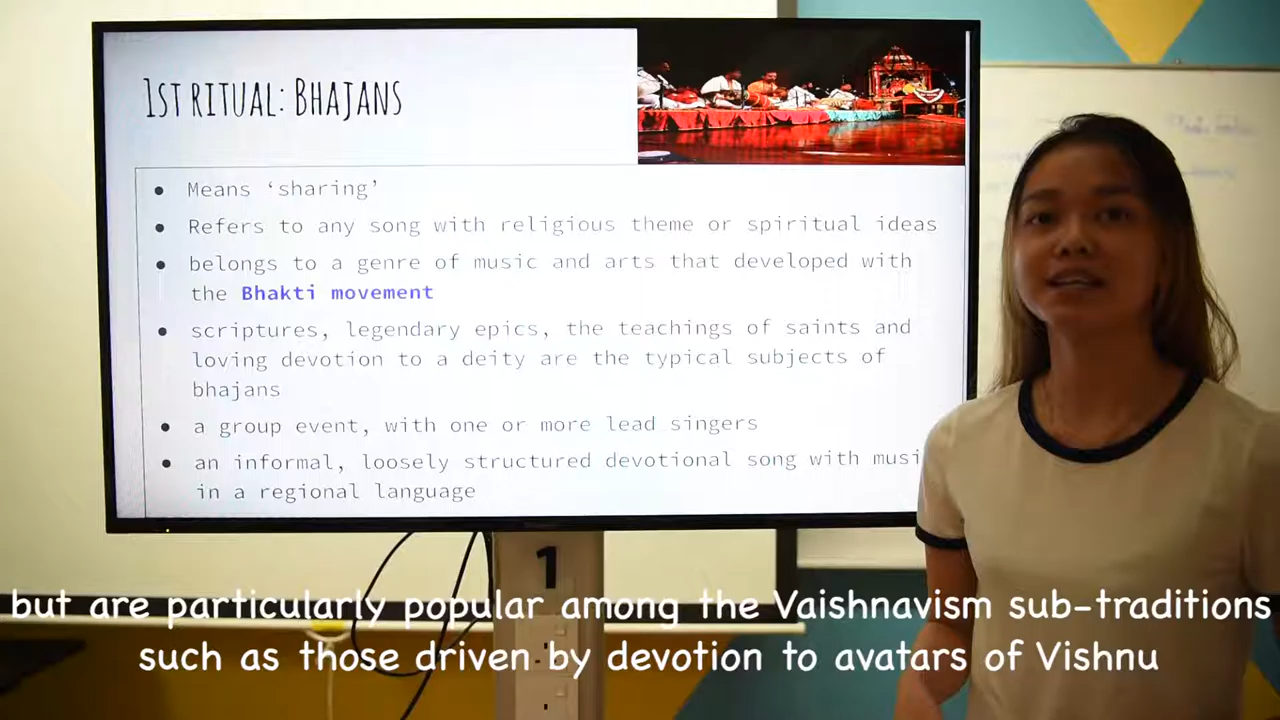 1ST RITUAL: BHAJANS
● Means ‘sharing’
● Refers to any song with religious theme or spiritual ideas
● belongs to a genre of music and arts that developed with
the Bhakti movement
● scriptures, legendary epics, the teachings of saints and
loving devotion to a deity are the typical subjects of
bhajans
● a group event, with one or more lead singers
● an informal, loosely structured devotional song with musi
in a regional language
1
but are particularly popular among the Vaishnavism sub-traditions
such as those driven by devotion to avatars of Vishnu